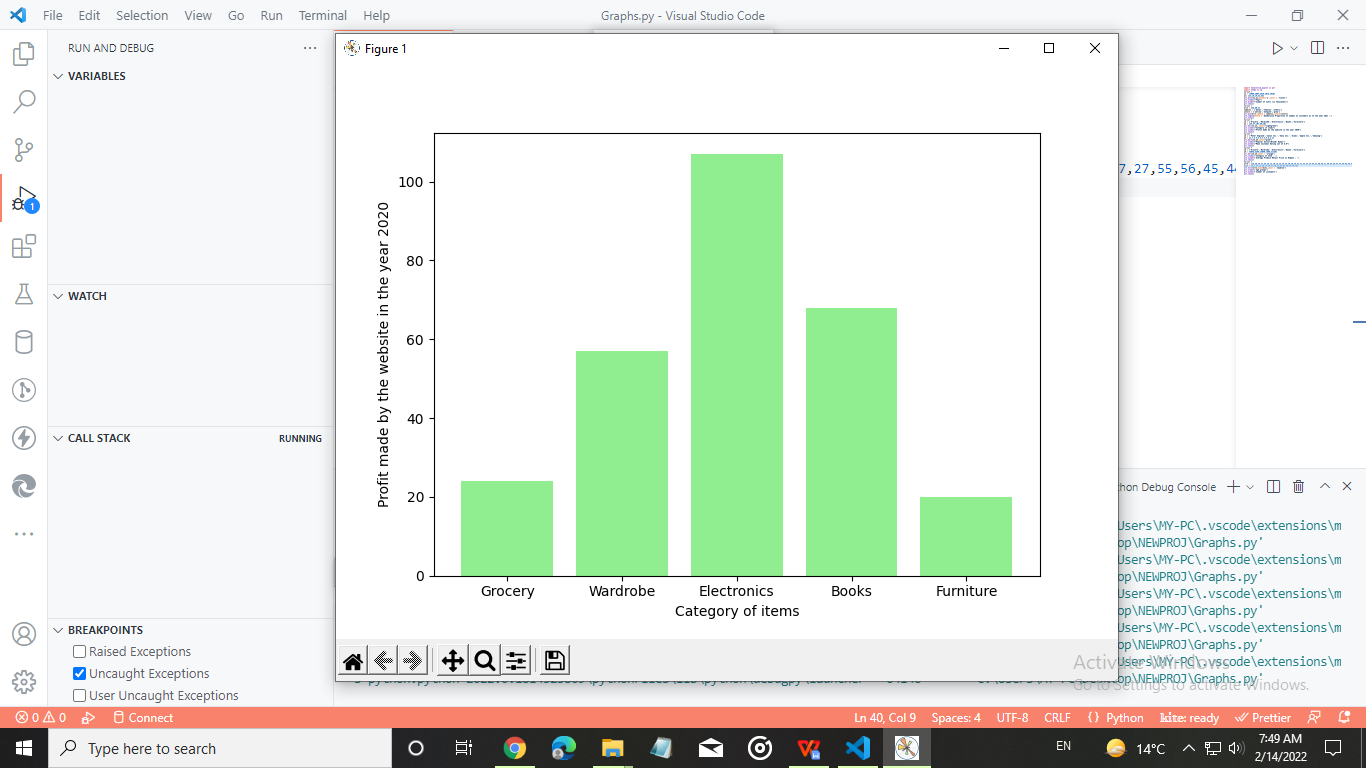 File Edit Selection View Go Run Terminal Help
Graphs.py - Visual Studio Code
RUN AND DEBUG
VARIABLES
WATCH
CALL STACK
RUNNING
BREAKPOINTS
Raised Exceptions
Uncaught Exceptions
User Uncaught Exceptions
1
Figure 1
Profit made by the website in the year 2020
100
80
60
40
20
0
Grocery Wardrobe Electronics Books Furniture
Category of items
7,27,55,56,45,44
hon Debug Console
Users\MY-PC\.vscode\extensions\m
op\NEWPROJ\Graphs.py'
Users\MY-PC\.vscode\extensions\m
op\NEWPROJ\Graphs.py'
Users\MY-PC\.vscode\extensions\m
op\NEWPROJ\Graphs.py'
Users\MY-PC\.vscode\extensions\m
op\NEWPROJ\Graphs.py'
Users\MY-PC\.vscode\extensions\m
op\NEWPROJ\Graphs.py'
Activate Windows
Go to Settings to activate Windows.
0 0 Connect
Ln 40, Col 9 Spaces: 4 UTF-8 CRLF Python kite: ready Prettier
Type here to search
EN
14°C
7:49 AM
2/14/2022